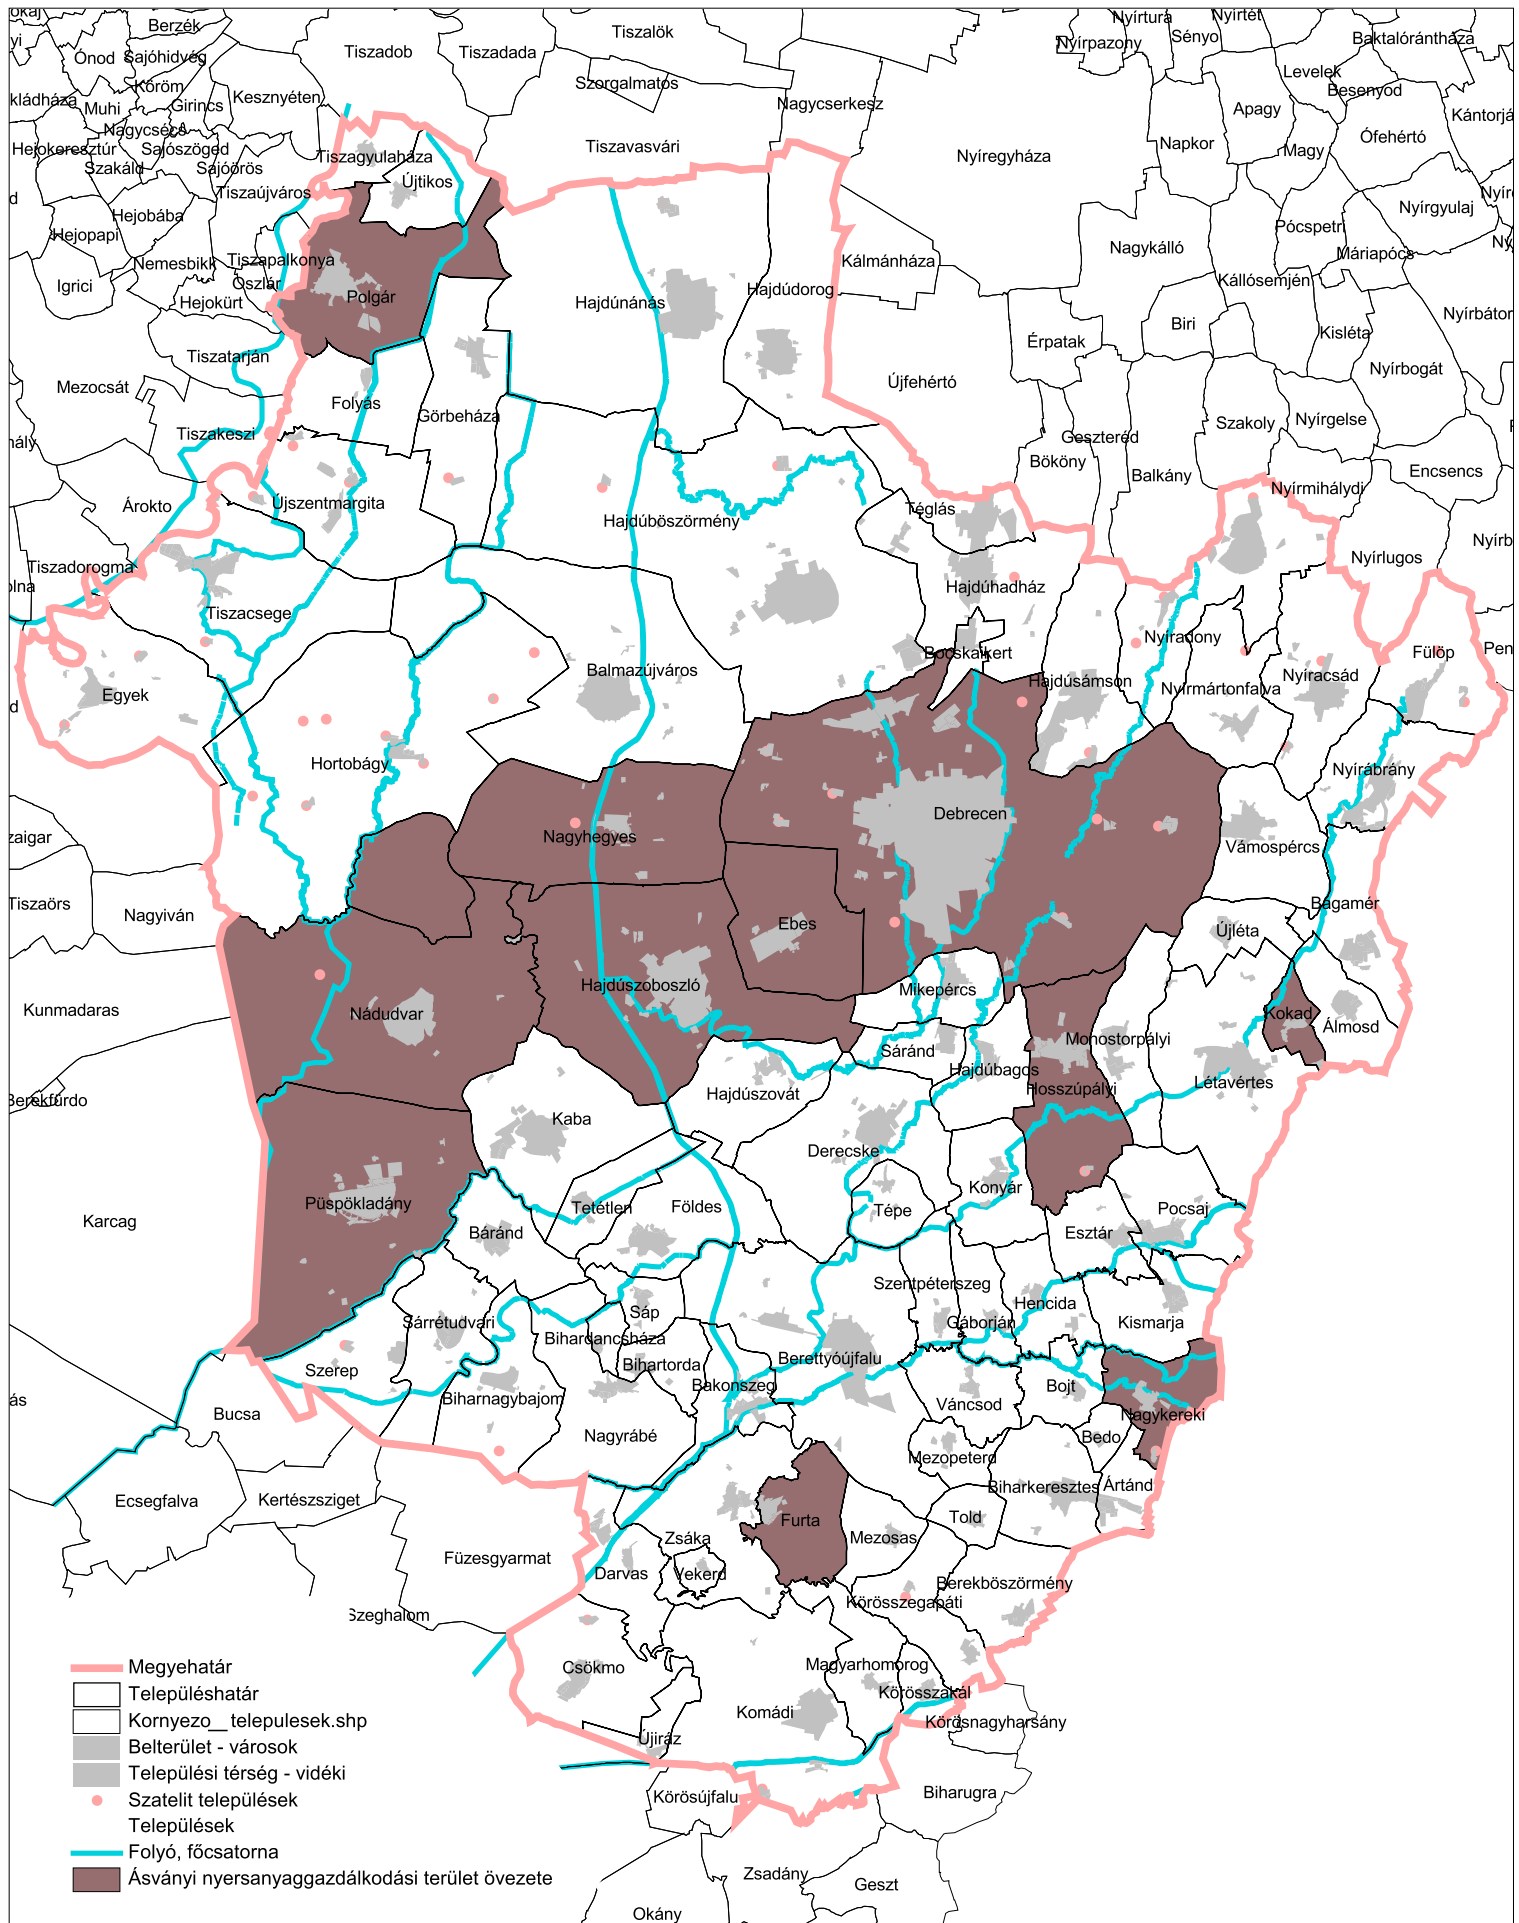 Berzék
Nyírtura
Nyírtét
Tiszadob
Tiszadada
Tiszalök
Nyírpazony
Sényo
Baktalórántháza
Ónod
Sajóhidvég
Köröm
Kesznyéten
Szorgalmatos
Nagycserkesz
Levelek
Besenyod
Muhi
Girincs
Apagy
Nagycsécs
Hejokeresztúr
Sajószöged
Szakáld
Sajóörös
Tiszagyulaháza
Tiszavasvári
Nyíregyháza
Napkor
Magy
Ófehértó
Tiszaújváros
Újtikos
Hejobába
Hejopapi
Nyírgyulaj
Pócspetri
Máriapócs
Nagykálló
Nemesbikk
Tiszapalkonya
Kálmánháza
Igrici
Oszlár
Hejokürt
Polgár
Hajdúnánás
Hajdúdorog
Kállósemjén
Nyírbátor
Biri
Kisléta
Érpatak
Tiszatarján
Mezocsát
Újfehértó
Nyírbogát
Folyás
Görbeháza
Tiszakeszi
Szakoly
Nyírgelse
Geszteréd
Bököny
Balkány
Encsencs
Nyírmihálydi
Árokto
Újszentmargita
Hajdúböszörmény
Téglás
Nyírlugos
Tiszadorogma
Tiszacsege
Hajdúhadház
Nyíradony
Bocskaikert
Fülöp
Egyek
Balmazújváros
Hajdúsámson
Nyírmártonfalva
Nyíracsád
Hortobágy
Nyírábrány
Nagyhegyes
Debrecen
Vámospércs
Tiszaörs
Nagyiván
Ebes
Újléta
Bagamér
Kunmadaras
Nádudvar
Hajdúszoboszló
Mikepércs
Kokad
Álmosd
Sáránd
Monostorpályi
Hajdúbagos
Hosszúpályi
Létavértes
Berekfürdo
Hajdúszovát
Kaba
Derecske
Konyár
Karcag
Püspökladány
Tetétlen
Földes
Tépe
Pocsaj
Báránd
Esztár
Szentpéterszeg
Hencida
Sáp
Sárrétudvari
Bihardancsháza
Gáborján
Kismarja
Szerep
Bihartorda
Berettyóújfalu
Bakonszeg
Biharnagybajom
Váncsod
Bojt
Nagykereki
Bucsa
Nagyrábé
Bedo
Mezopeterd
Biharkeresztes
Ártánd
Ecsegfalva
Kertészsziget
Furta
Told
Zsáka
Mezosas
Füzesgyarmat
Darvas
Vekerd
Berekböszörmény
Körösszegapáti
Szeghalom
Csökmo
Magyarhomorog
Körösszakál
Komádi
Körösnagyharsány
Újiráz
Körösújfalu
Biharugra
Zsadány
Geszt
Okány
Megyehatár
Településhatár
Kornyezo__telepulesek.shp
Belterület - városok
Települési térség - vidéki
Szatelit települések
Települések
Folyó, főcsatorna
Ásványi nyersanyaggazdálkodási terület övezete